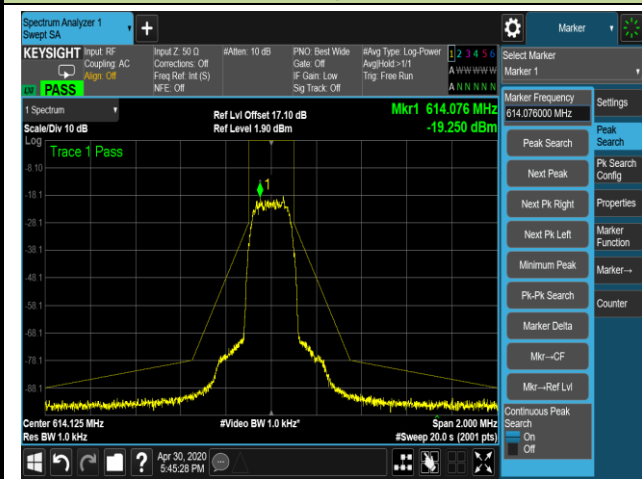 Spectrum Analyzer 1
Swept SA
Marker
KEYSIGHT
Input: RF
Coupling: AC
Align: Off
Input Z: 50 Ω
Corrections: Off
Freq Ref: Int (S)
NFE: Off
#Atten: 10 dB
PNO: Best Wide
Gate: Off
IF Gain: Low
Sig Track: Off
#Avg Type: Log-Power
Avg|Hold:>1/1
Trig: Free Run
1 2 3 4 5 6
A W W W W W
A N N N N N
PASS
Select Marker
Marker 1
1 Spectrum
Scale/Div 10 dB
Log
Ref Lvl Offset 17.10 dB
Ref Level 1.90 dBm
Mkr1 614.076 MHz
-19.250 dBm
Trace 1 Pass
1
-8.10
-18.1
-28.1
-38.1
-48.1
-58.1
-68.1
-78.1
-88.1
Center 614.125 MHz
Res BW 1.0 kHz
#Video BW 1.0 kHz*
Span 2.000 MHz
#Sweep 20.0 s (2001 pts)
Marker Frequency
614.076000 MHz
Peak Search
Next Peak
Next Pk Right
Next Pk Left
Minimum Peak
Pk-Pk Search
Marker Delta
Mkr→CF
Mkr→Ref Lvl
Continuous Peak
Search
On
Off
Settings
Peak
Search
Pk Search
Config
Properties
Marker
Function
Marker→
Counter
?
Apr 30, 2020
5:45:28 PM